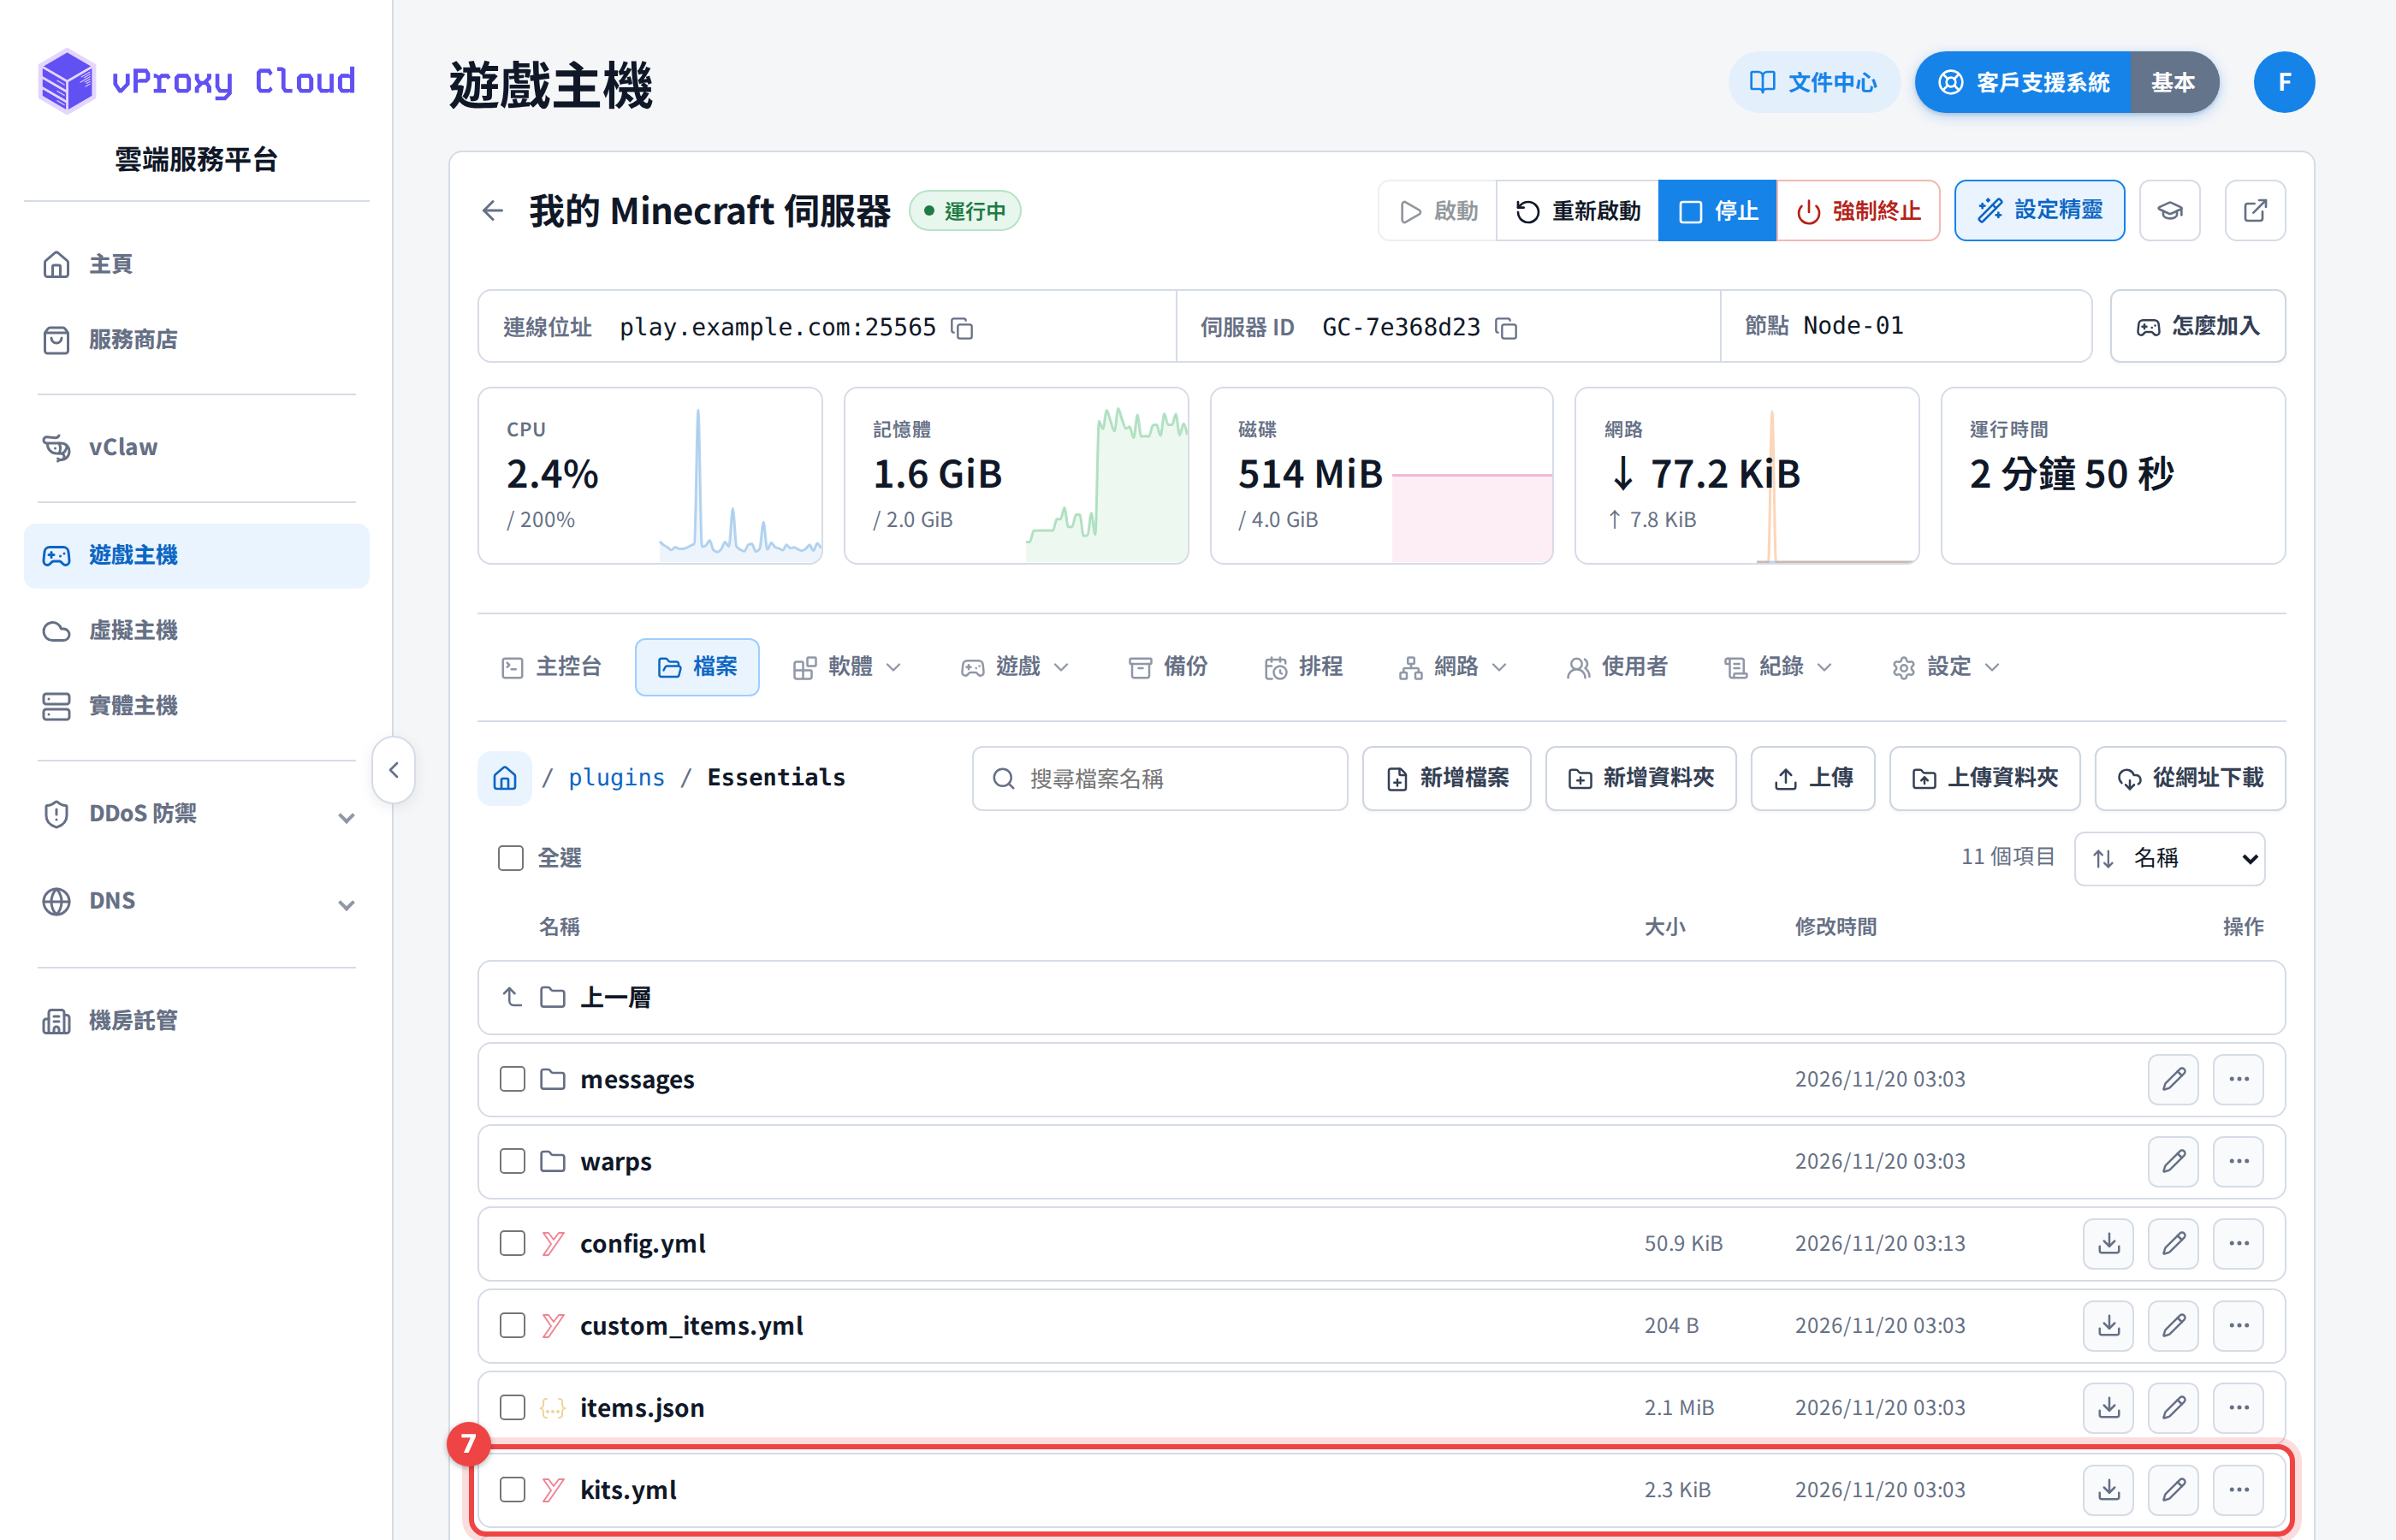 vProxy Cloud
雲端服務平台
主頁
服務商店
vClaw
遊戲主機
虛擬主機
實體主機
DDoS 防禦
DNS
機房託管
遊戲主機
文件中心
客戶支援系統 基本
F
我的 Minecraft 伺服器 運行中
啟動 重新啟動 停止 強制終止 設定精靈
連線位址 play.example.com:25565 伺服器 ID GC-7e368d23 節點 Node-01 怎麼加入
CPU
2.4%
/ 200%
記憶體
1.6 GiB
/ 2.0 GiB
磁碟
514 MiB
/ 4.0 GiB
網路
↓ 77.2 KiB
↑ 7.8 KiB
運行時間
2 分鐘 50 秒
主控台 檔案 軟體 遊戲 備份 排程 網路 使用者 紀錄 設定
/ plugins / Essentials 搜尋檔案名稱 新增檔案 新增資料夾 上傳 上傳資料夾 從網址下載
全選 11 個項目 名稱
名稱 大小 修改時間 操作
上一層
messages 2026/11/20 03:03
warps 2026/11/20 03:03
config.yml 50.9 KiB 2026/11/20 03:13
custom_items.yml 204 B 2026/11/20 03:03
items.json 2.1 MiB 2026/11/20 03:03
7
kits.yml 2.3 KiB 2026/11/20 03:03